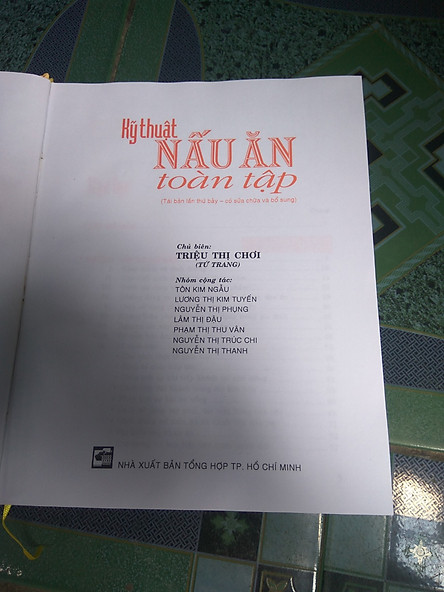 Kỹ thuật
NẤU ĂN
toàn tập
(Tái bản lần thứ bảy – có sửa chữa và bổ sung)
Chủ biên:
TRIỆU THỊ CHƠI
(TỪ TRANG)
Nhóm cộng tác:
TÔN KIM NGẪU
LƯƠNG THỊ KIM TUYẾN
NGUYỄN THỊ PHỤNG
LÂM THỊ ĐẬU
PHẠM THỊ THU VÂN
NGUYỄN THỊ TRÚC CHI
NGUYỄN THỊ THANH
NHÀ XUẤT BẢN TỔNG HỢP TP. HỒ CHÍ MINH